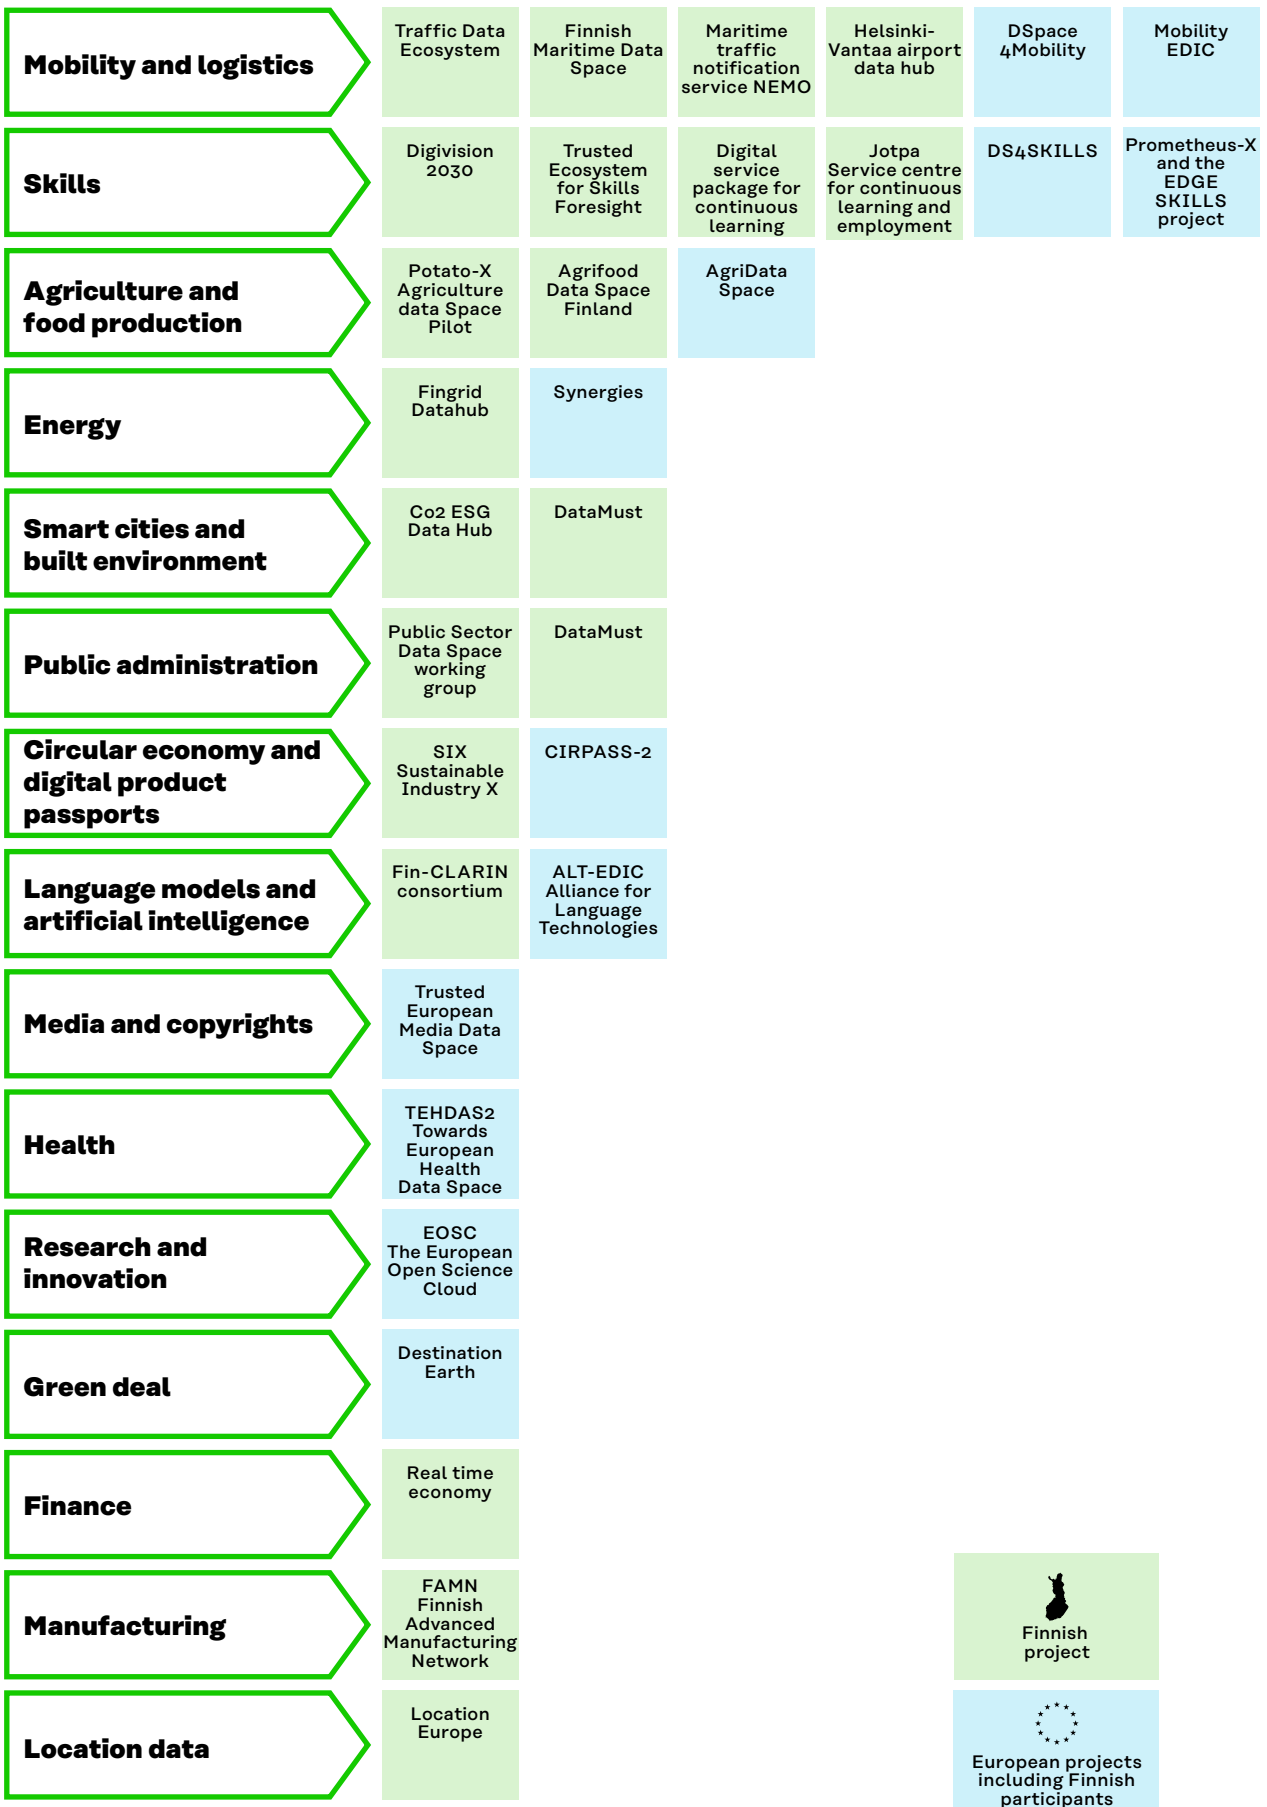 Mobility and logistics
Traffic Data
Ecosystem
Finnish
Maritime Data
Space
Maritime
traffic
notification
service NEMO
Helsinki-
Vantaa airport
data hub
DSpace
4Mobility
Mobility
EDIC
Skills
Digivision
2030
Trusted
Ecosystem
for Skills
Foresight
Digital
service
package for
continuous
learning
Jotpa
Service centre
for continuous
learning and
employment
DS4SKILLS
Prometheus-X
and the
EDGE
SKILLS
project
Agriculture and
food production
Potato-X
Agriculture
data Space
Pilot
Agrifood
Data Space
Finland
AgriData
Space
Energy
Fingrid
Datahub
Synergies
Smart cities and
built environment
Co2 ESG
Data Hub
DataMust
Public administration
Public Sector
Data Space
working
group
DataMust
Circular economy and
digital product
passports
SIX
Sustainable
Industry X
CIRPASS-2
Language models and
artificial intelligence
Fin-CLARIN
consortium
ALT-EDIC
Alliance for
Language
Technologies
Media and copyrights
Trusted
European
Media Data
Space
Health
TEHDAS2
Towards
European
Health
Data Space
Research and
innovation
EOSC
The European
Open Science
Cloud
Green deal
Destination
Earth
Finance
Real time
economy
Manufacturing
FAMN
Finnish
Advanced
Manufacturing
Network
Location data
Location
Europe
Finnish
project
European projects
including Finnish
participants